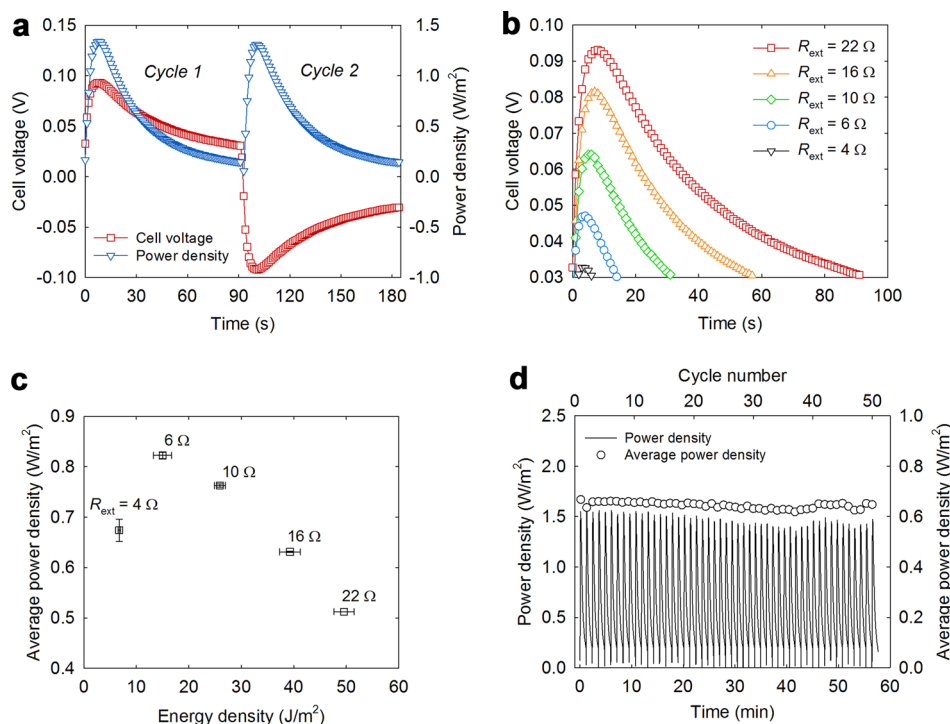 a
0.15
0.10
0.05
0.00
-0.05
-0.10
Cell voltage (V)
1.5
1.0
0.5
0.0
-0.5
-1.0
Power density (W/m²)
Cycle 1
Cycle 2
Cell voltage
Power density
0 30 60 90 120 150 180
Time (s)
b
0.10
0.09
0.08
0.07
0.06
0.05
0.04
0.03
Cell voltage (V)
R_ext = 22 Ω
R_ext = 16 Ω
R_ext = 10 Ω
R_ext = 6 Ω
R_ext = 4 Ω
0 20 40 60 80 100
Time (s)
c
0.9
0.8
0.7
0.6
0.5
0.4
Average power density (W/m²)
6 Ω
10 Ω
R_ext = 4 Ω
16 Ω
22 Ω
0 10 20 30 40 50 60
Energy density (J/m²)
d
Cycle number
0 10 20 30 40 50
2.5
2.0
1.5
1.0
0.5
0.0
Power density (W/m²)
1.0
0.8
0.6
0.4
0.2
0.0
Average power density (W/m²)
Power density
Average power density
0 10 20 30 40 50 60
Time (min)